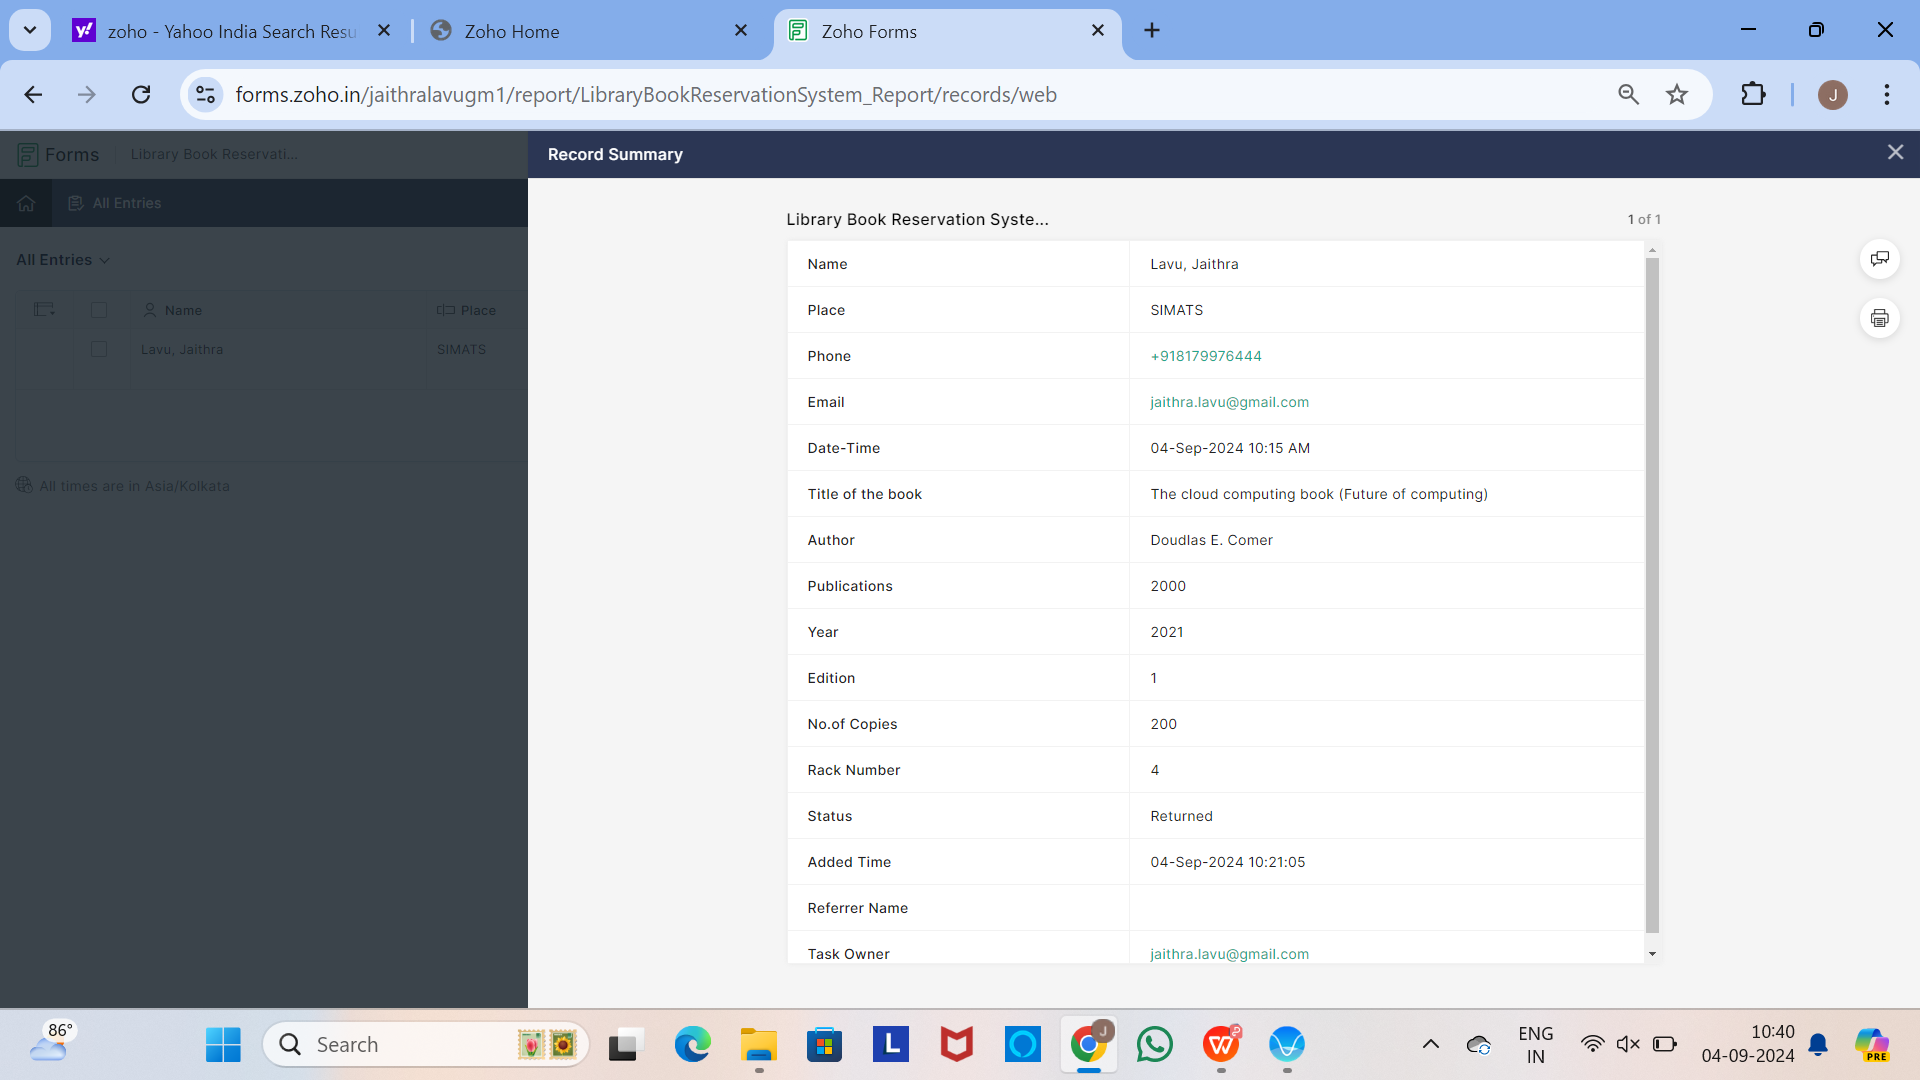 zoho - Yahoo India Search Resu
Zoho Home
Zoho Forms
forms.zoho.in/jaithralavugm1/report/LibraryBookReservationSystem_Report/records/web
J
Forms
Library Book Reservati...
Record Summary
All Entries
Library Book Reservation Syste...
1 of 1
All Entries
Name
Place
Lavu, Jaithra
SIMATS
All times are in Asia/Kolkata
Name
Lavu, Jaithra
Place
SIMATS
Phone
+918179976444
Email
jaithra.lavu@gmail.com
Date-Time
04-Sep-2024 10:15 AM
Title of the book
The cloud computing book (Future of computing)
Author
Doudlas E. Comer
Publications
2000
Year
2021
Edition
1
No.of Copies
200
Rack Number
4
Status
Returned
Added Time
04-Sep-2024 10:21:05
Referrer Name
Task Owner
jaithra.lavu@gmail.com
86°
Search
L
J
W
ENG
IN
10:40
04-09-2024
PRE